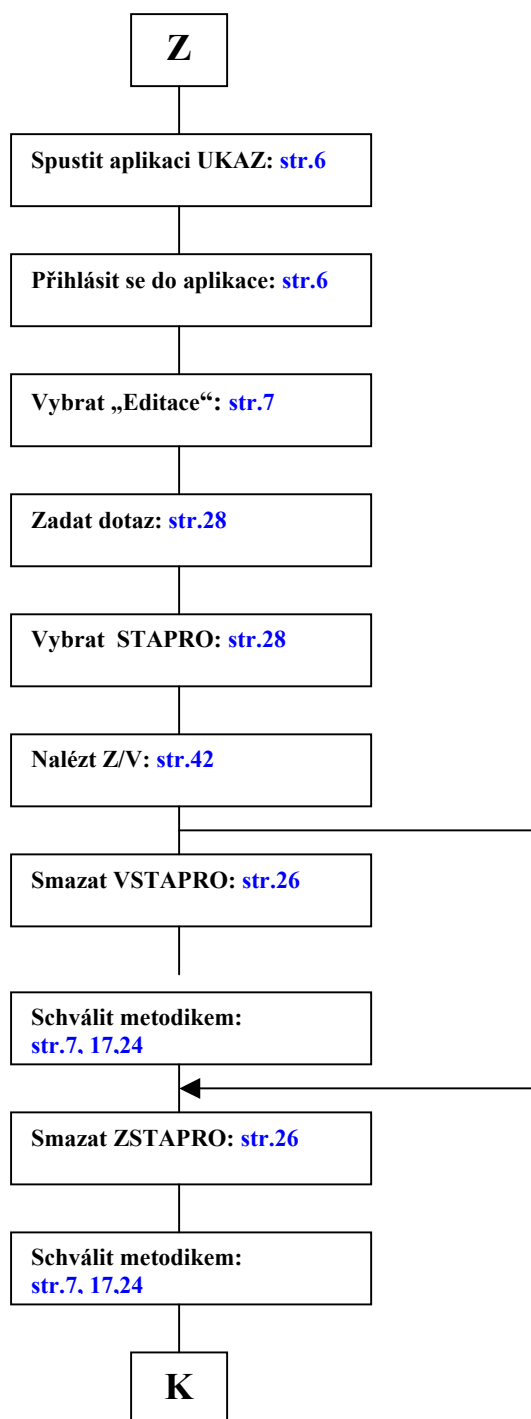 Z
Spustit aplikaci UKAZ: str.6
Přihlásit se do aplikace: str.6
Vybrat „Editace“: str.7
Zadat dotaz: str.28
Vybrat  STAPRO: str.28
Nalézt Z/V: str.42
Smazat VSTAPRO: str.26
Schválit metodikem:
str.7, 17,24
Smazat ZSTAPRO: str.26
Schválit metodikem:
str.7, 17,24
K